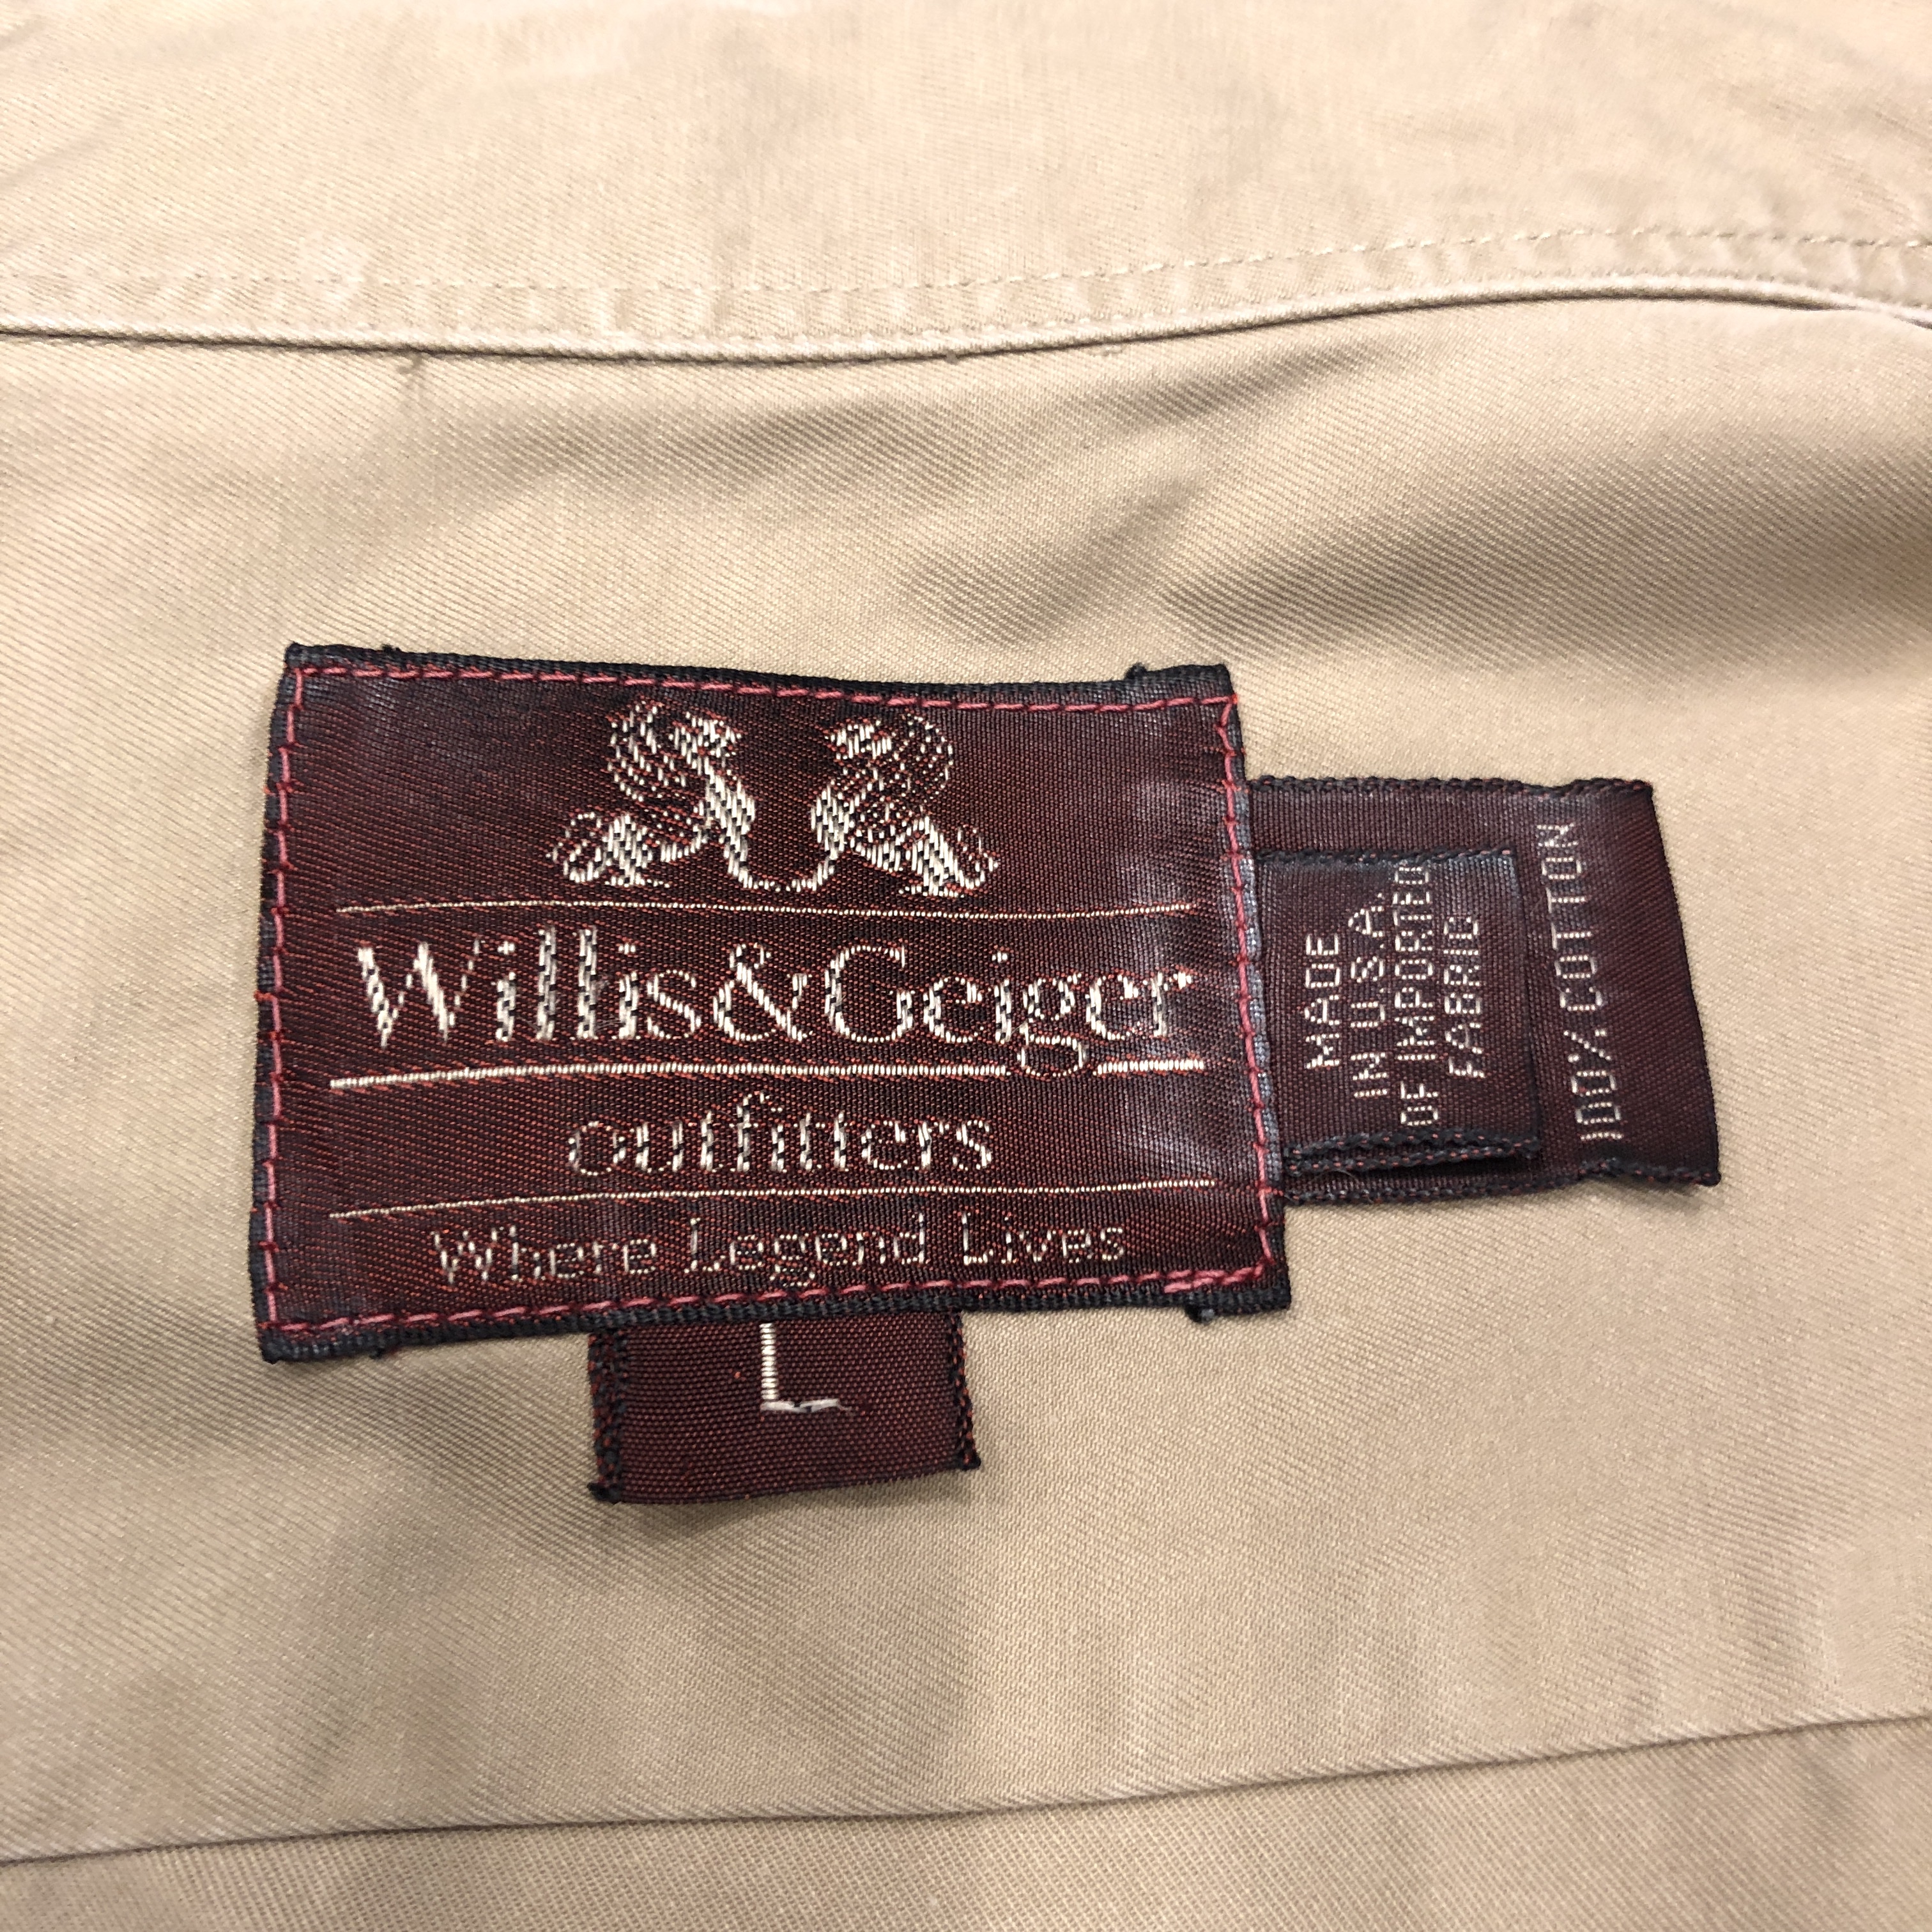 Willis & Geiger
outfitters
Where Legend Lives
L
MADE
IN U.S.A.
OF IMPORTED
FABRIC
100% COTTON